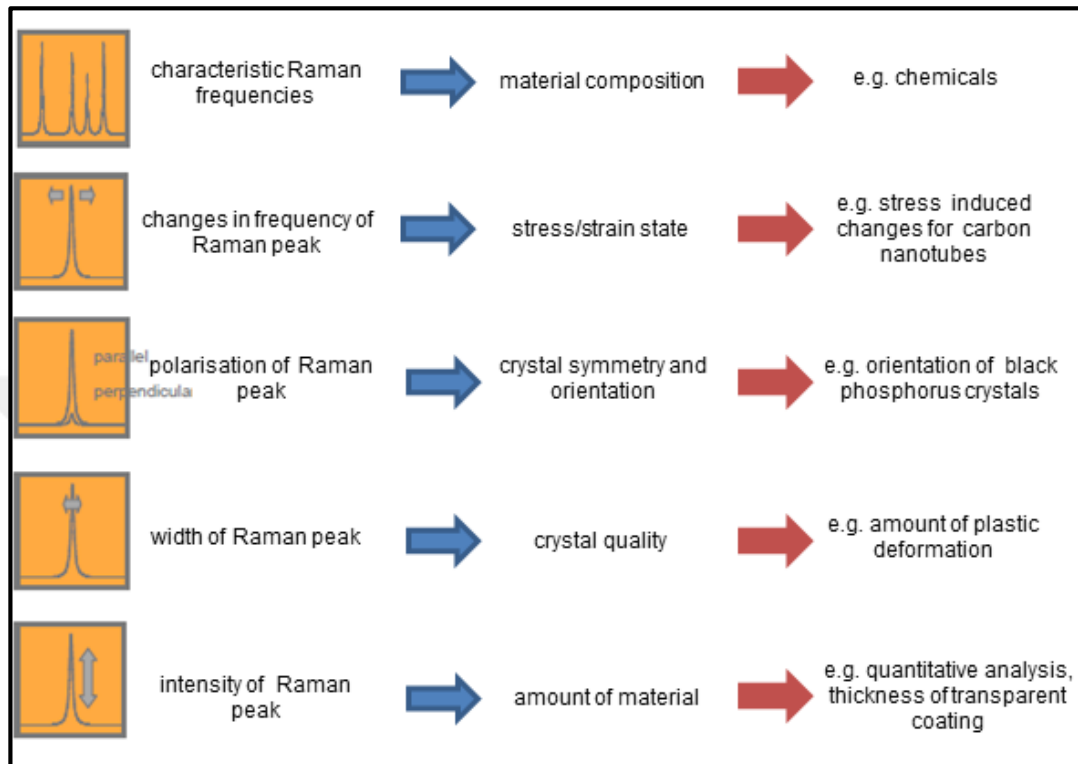 characteristic Raman
frequencies
material composition
e.g. chemicals
changes in frequency of
Raman peak
stress/strain state
e.g. stress induced
changes for carbon
nanotubes
parallel
perpendicula
polarisation of Raman
peak
crystal symmetry and
orientation
e.g. orientation of black
phosphorus crystals
width of Raman peak
crystal quality
e.g. amount of plastic
deformation
intensity of Raman
peak
amount of material
e.g. quantitative analysis,
thickness of transparent
coating